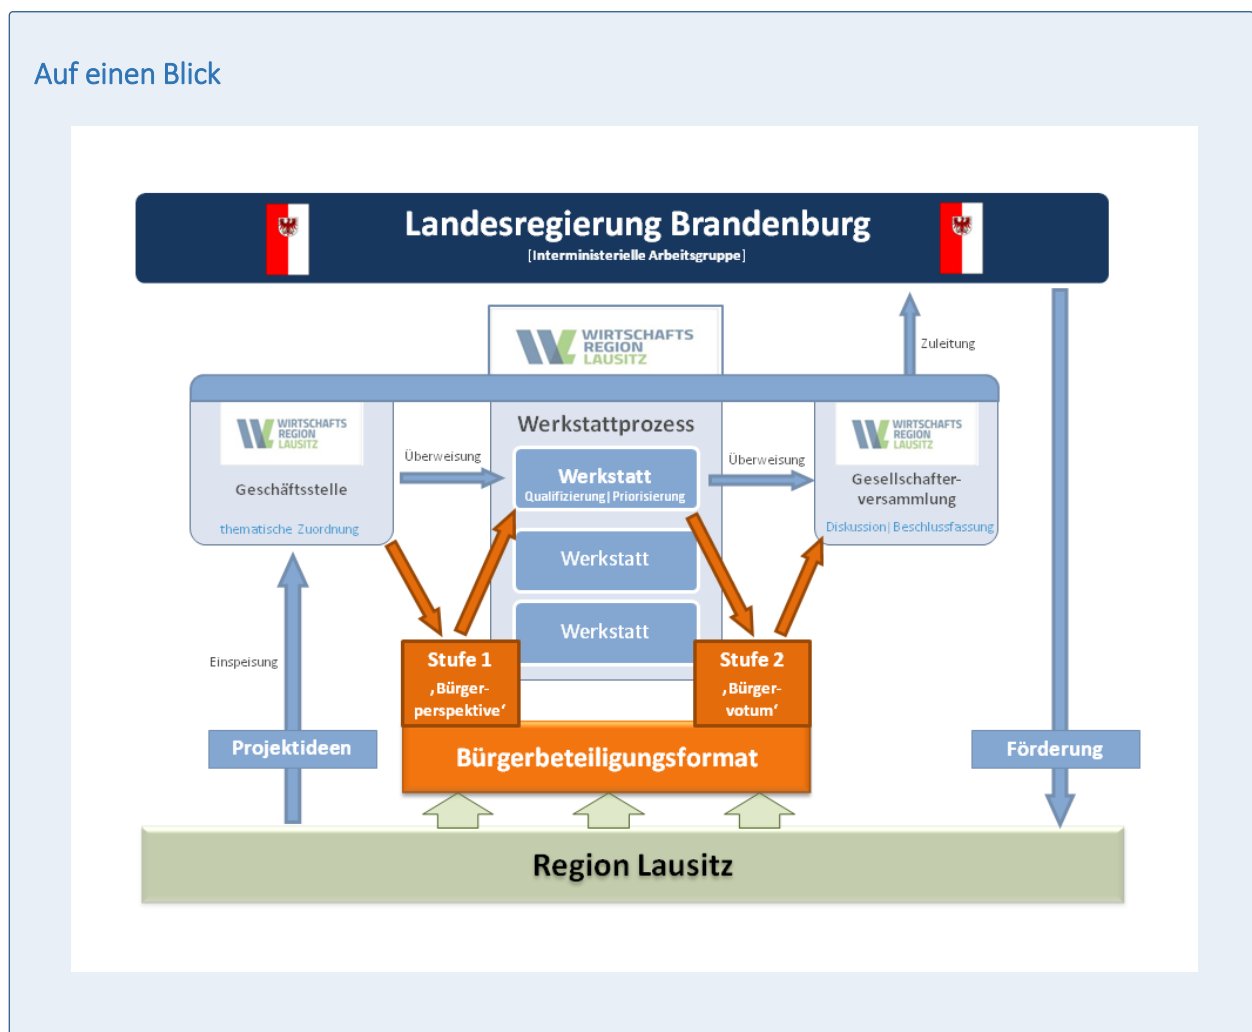 Auf einen Blick
Landesregierung Brandenburg
[Interministerielle Arbeitsgruppe]
WIRTSCHAFTS
REGION
LAUSITZ
Zuleitung
WIRTSCHAFTS
REGION
LAUSITZ
Geschäftsstelle
thematische Zuordnung
Überweisung
Werkstattprozess
Werkstatt
Qualifizierung|Priorisierung
Werkstatt
Werkstatt
Überweisung
WIRTSCHAFTS
REGION
LAUSITZ
Gesellschafter-
versammlung
Diskussion|Beschlussfassung
Einspeisung
Projektideen
Stufe 1
‚Bürger-
perspektive‘
Stufe 2
‚Bürger-
votum‘
Bürgerbeteiligungsformat
Förderung
Region Lausitz